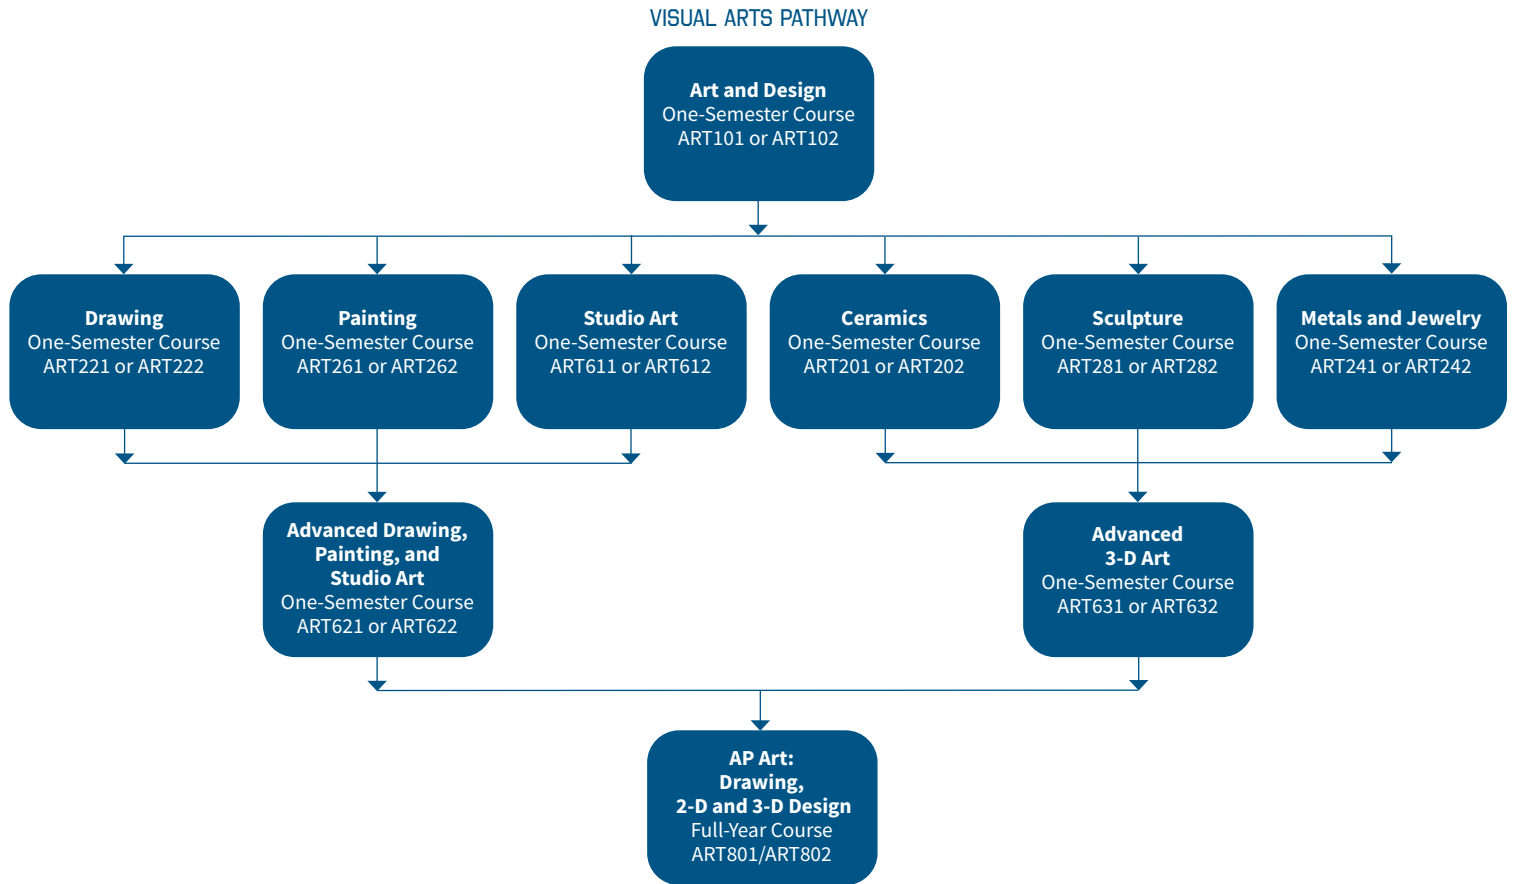 VISUAL ARTS PATHWAY
Art and Design
One-Semester Course
ART101 or ART102
Drawing
One-Semester Course
ART221 or ART222
Painting
One-Semester Course
ART261 or ART262
Studio Art
One-Semester Course
ART611 or ART612
Ceramics
One-Semester Course
ART201 or ART202
Sculpture
One-Semester Course
ART281 or ART282
Metals and Jewelry
One-Semester Course
ART241 or ART242
Advanced Drawing,
Painting, and
Studio Art
One-Semester Course
ART621 or ART622
Advanced
3-D Art
One-Semester Course
ART631 or ART632
AP Art:
Drawing,
2-D and 3-D Design
Full-Year Course
ART801/ART802